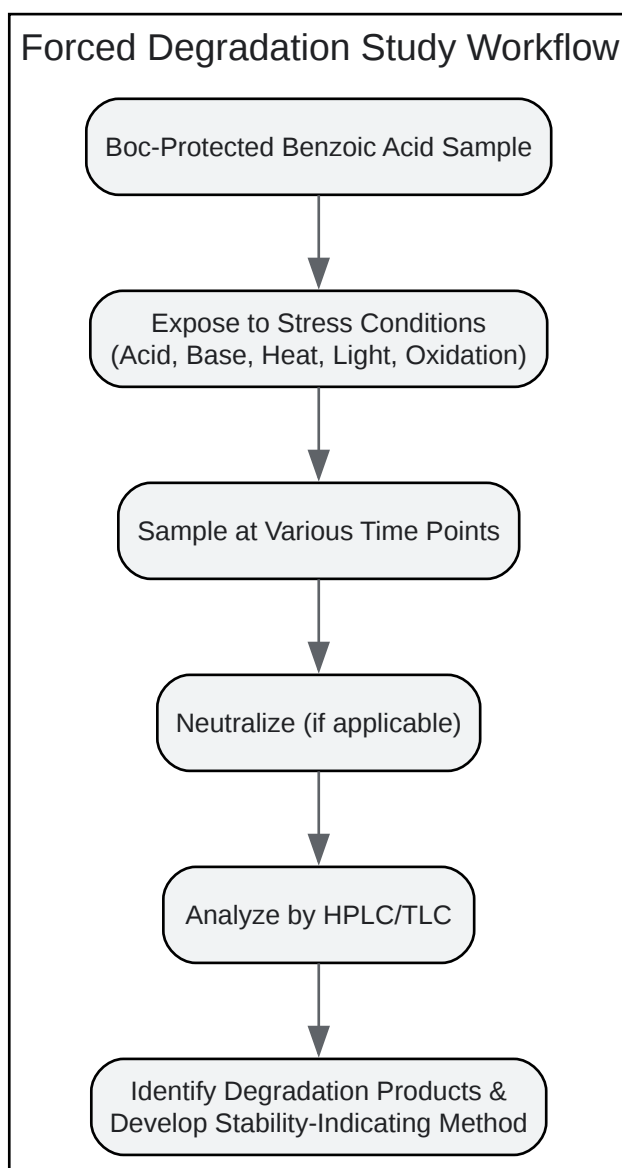 Forced Degradation Study Workflow
Boc-Protected Benzoic Acid Sample
Expose to Stress Conditions
(Acid, Base, Heat, Light, Oxidation)
Sample at Various Time Points
Neutralize (if applicable)
Analyze by HPLC/TLC
Identify Degradation Products &
Develop Stability-Indicating Method